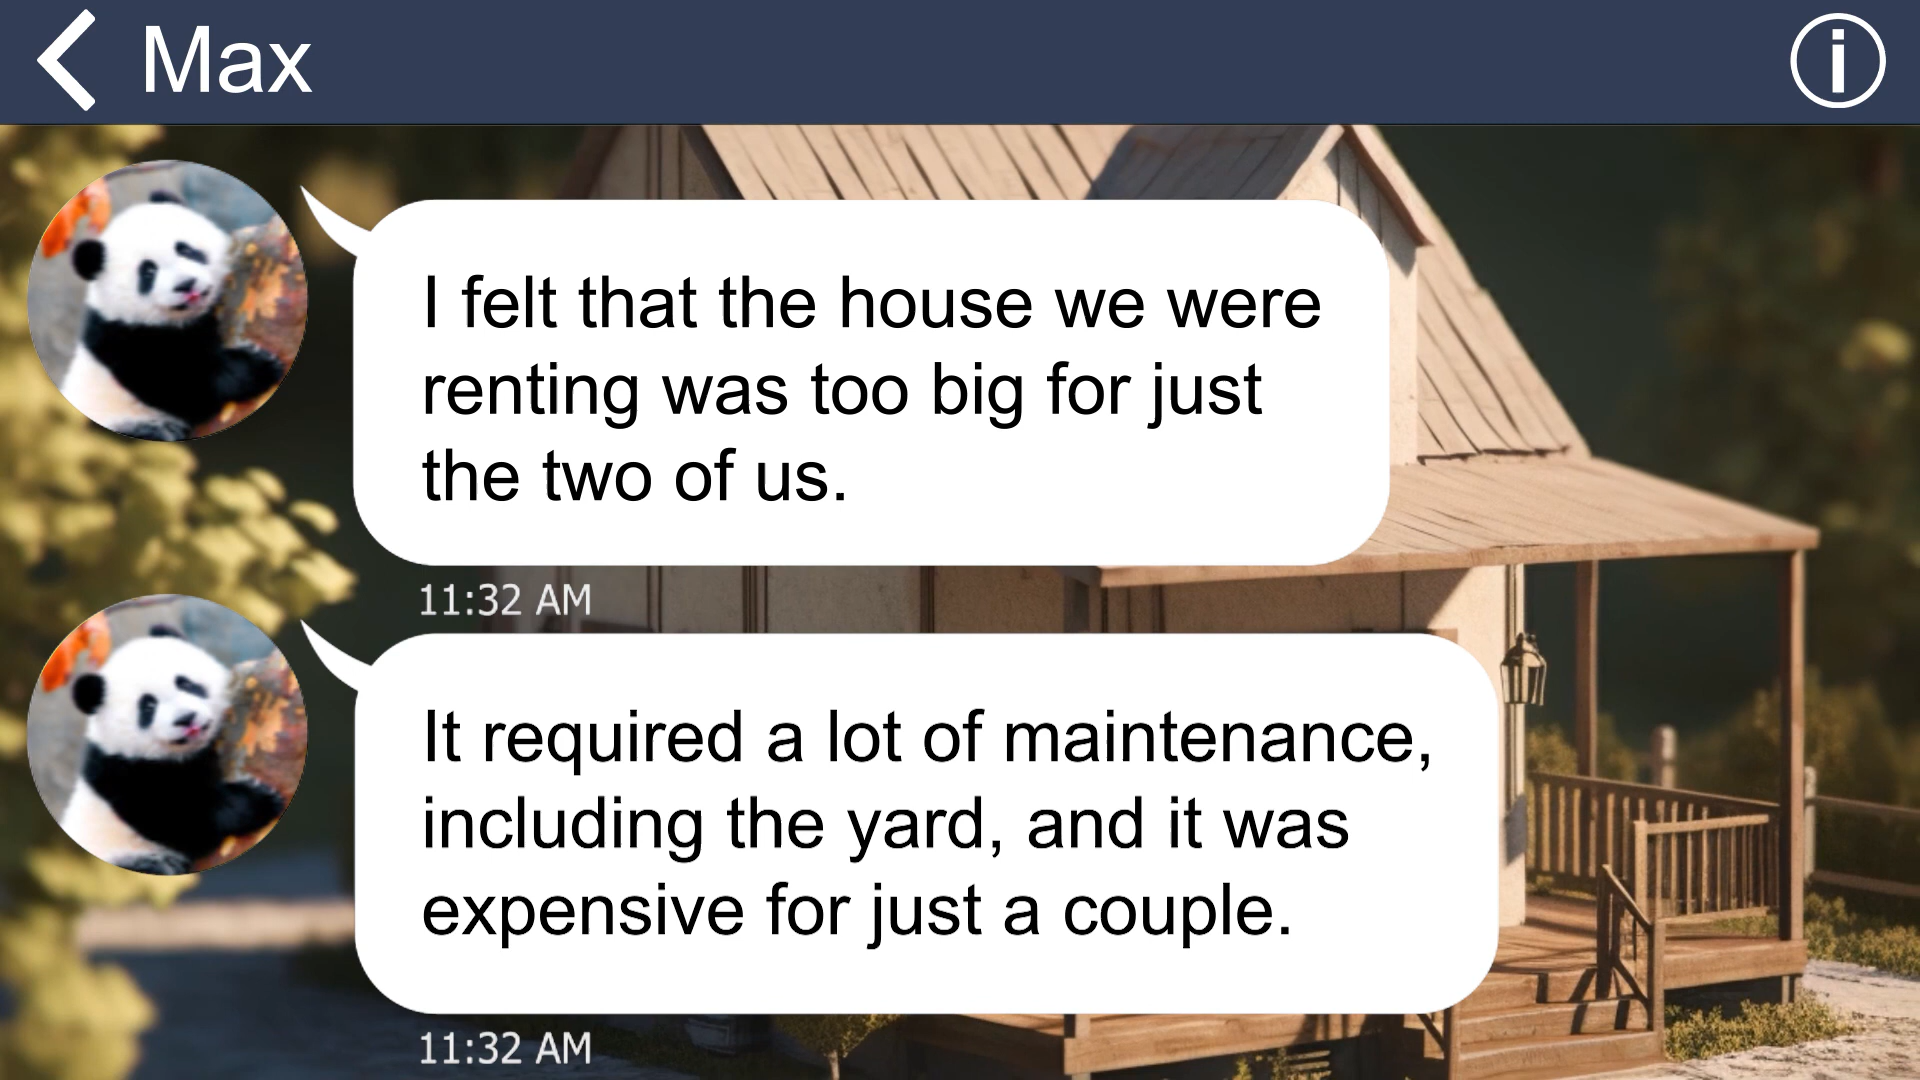 Max
I felt that the house we were
renting was too big for just
the two of us.
11:32 AM
It required a lot of maintenance,
including the yard, and it was
expensive for just a couple.
11:32 AM